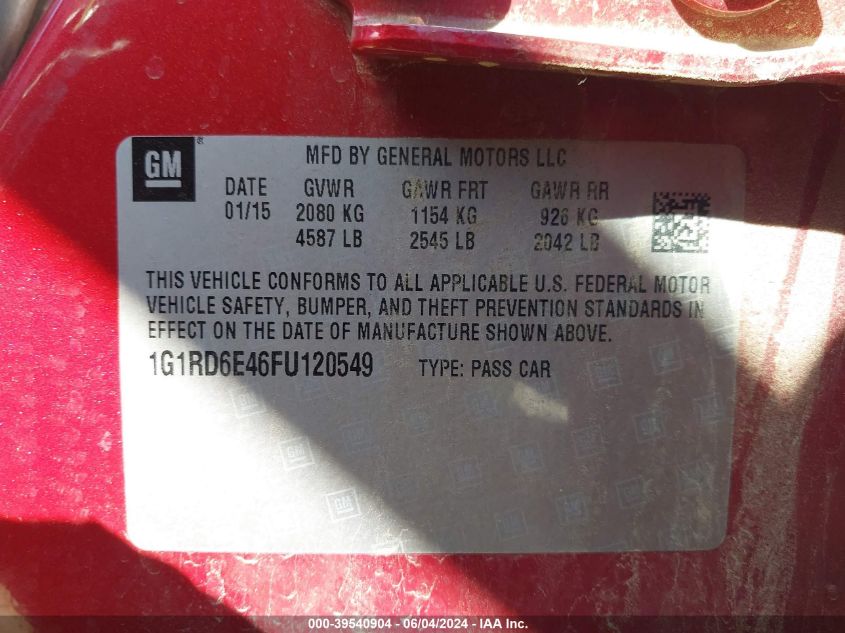 GM ®
MFD BY GENERAL MOTORS LLC
DATE GVWR GAWR FRT GAWR RR
01/15 2080 KG 1154 KG 926 KG
4587 LB 2545 LB 2042 LB
THIS VEHICLE CONFORMS TO ALL APPLICABLE U.S. FEDERAL MOTOR
VEHICLE SAFETY, BUMPER, AND THEFT PREVENTION STANDARDS IN
EFFECT ON THE DATE OF MANUFACTURE SHOWN ABOVE.
1G1RD6E46FU120549 TYPE: PASS CAR
000-39540904 - 06/04/2024 - IAA Inc.